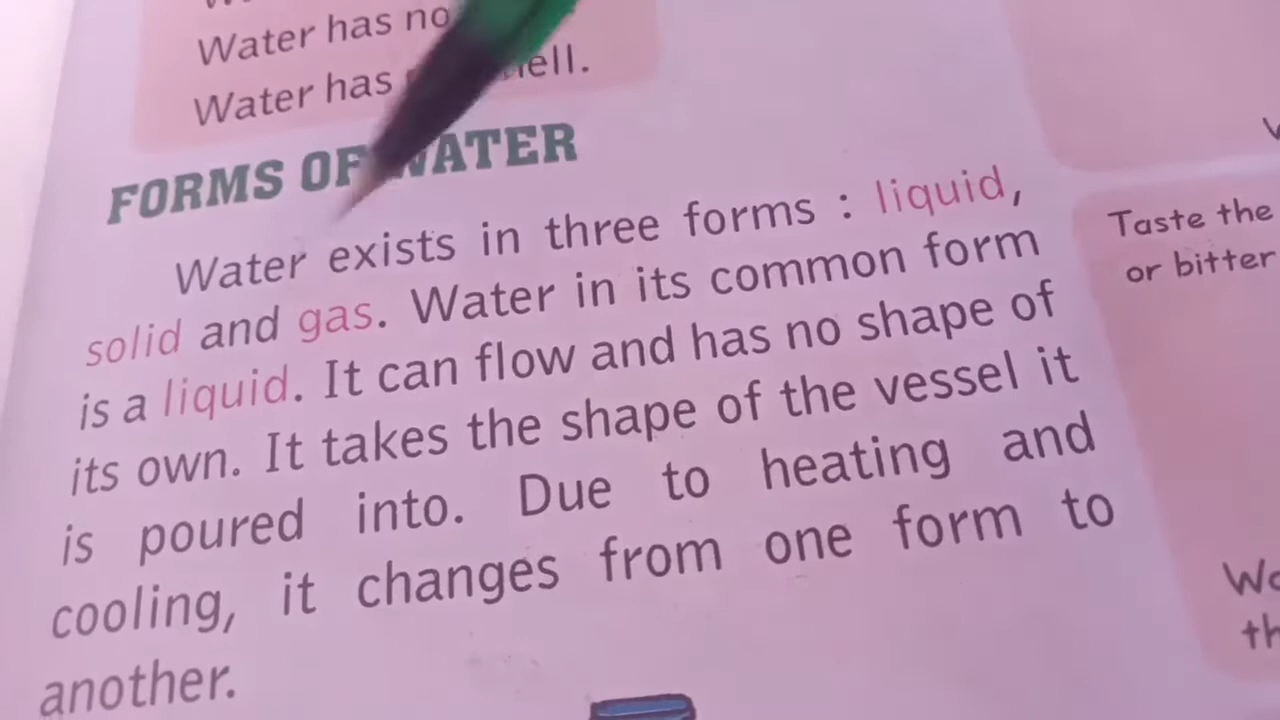 Water has no
Water has
FORMS OF WATER
Water exists in three forms : liquid,
solid and gas. Water in its common form
is a liquid. It can flow and has no shape of
its own. It takes the shape of the vessel it
is poured into. Due to heating and
cooling, it changes from one form to
another.
Taste the
or bitter